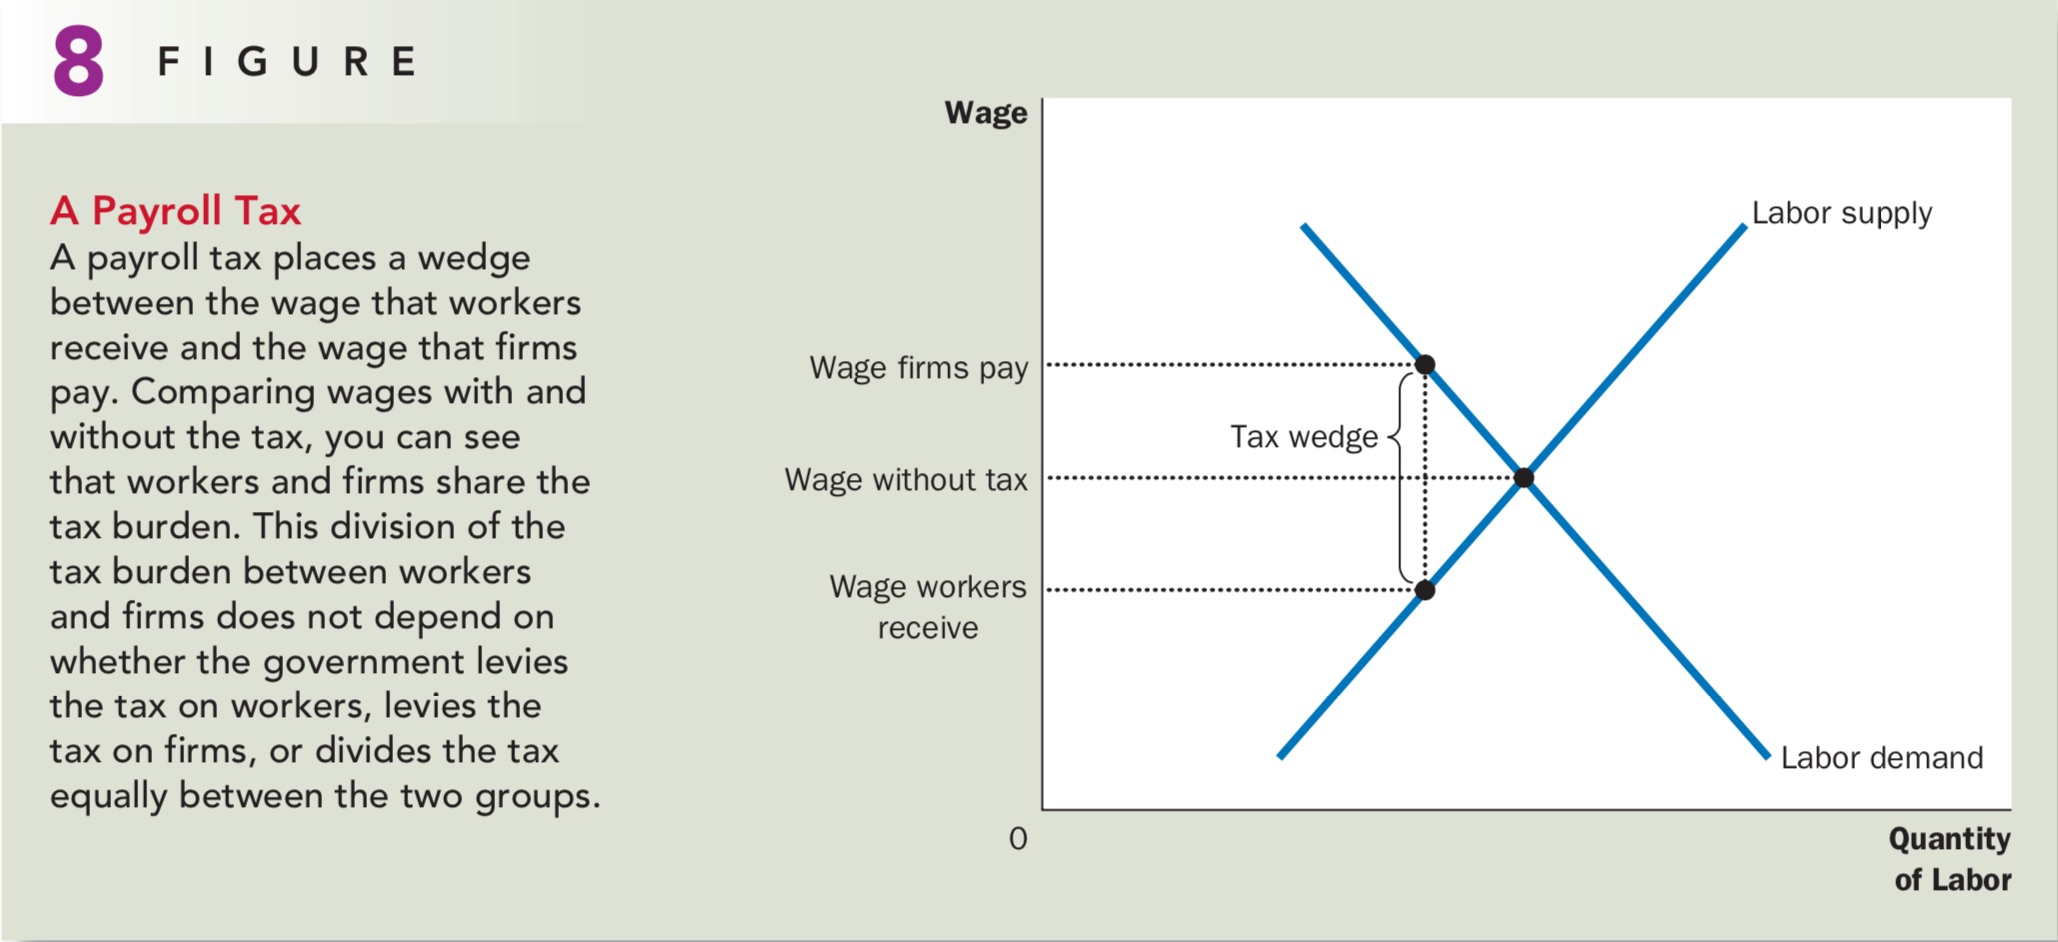 8 FIGURE
A Payroll Tax
A payroll tax places a wedge
between the wage that workers
receive and the wage that firms
pay. Comparing wages with and
without the tax, you can see
that workers and firms share the
tax burden. This division of the
tax burden between workers
and firms does not depend on
whether the government levies
the tax on workers, levies the
tax on firms, or divides the tax
equally between the two groups.
Wage
Labor supply
Wage firms pay
Tax wedge
Wage without tax
Wage workers
receive
Labor demand
0
Quantity
of Labor